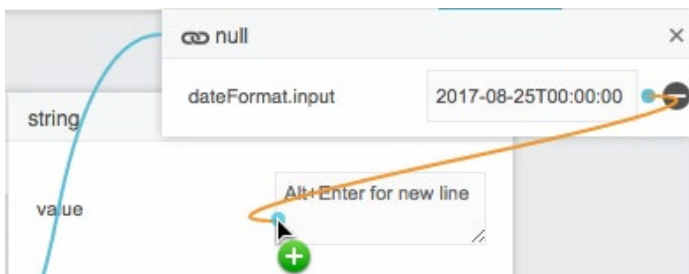 null
dateFormat.input
2017-08-25T00:00:00
string
Alt+Enter for new line
value